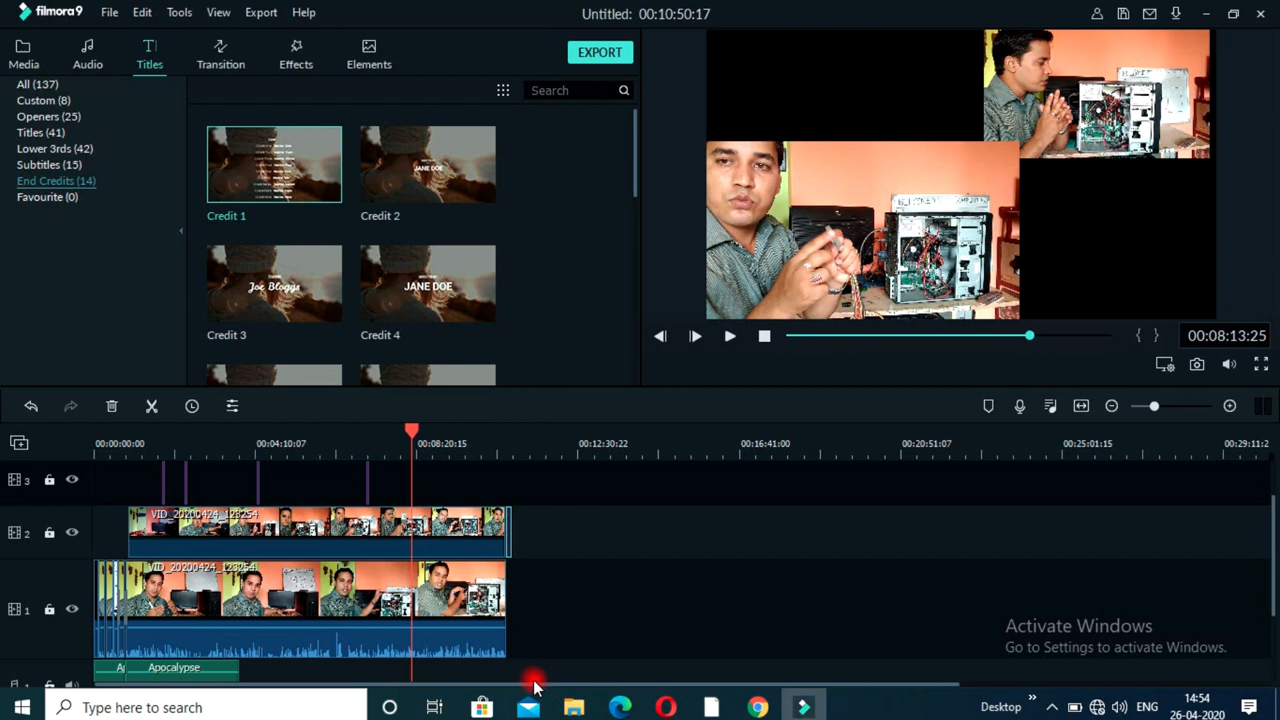 filmora9 File Edit Tools View Export Help Untitled: 00:10:50:17
Media Audio Titles Transition Effects Elements EXPORT
All (137)
Custom (8)
Openers (25)
Titles (41)
Lower 3rds (42)
Subtitles (15)
End Credits (14)
Favourite (0)
Search
JANE DOE
Credit 1 Credit 2
Joe Bloggs JANE DOE
Credit 3 Credit 4
00:08:13:25
00:00:00:00 00:04:10:07 00:08:20:15 00:12:30:22 00:16:41:00 00:20:51:07 00:25:01:15 00:29:11:2
3
VID_20200424_123254
2
VID_20200424_123254
1
Activate Windows
Go to Settings to activate Windows.
Apocalypse
Type here to search Desktop ENG 14:54
26-04-2020